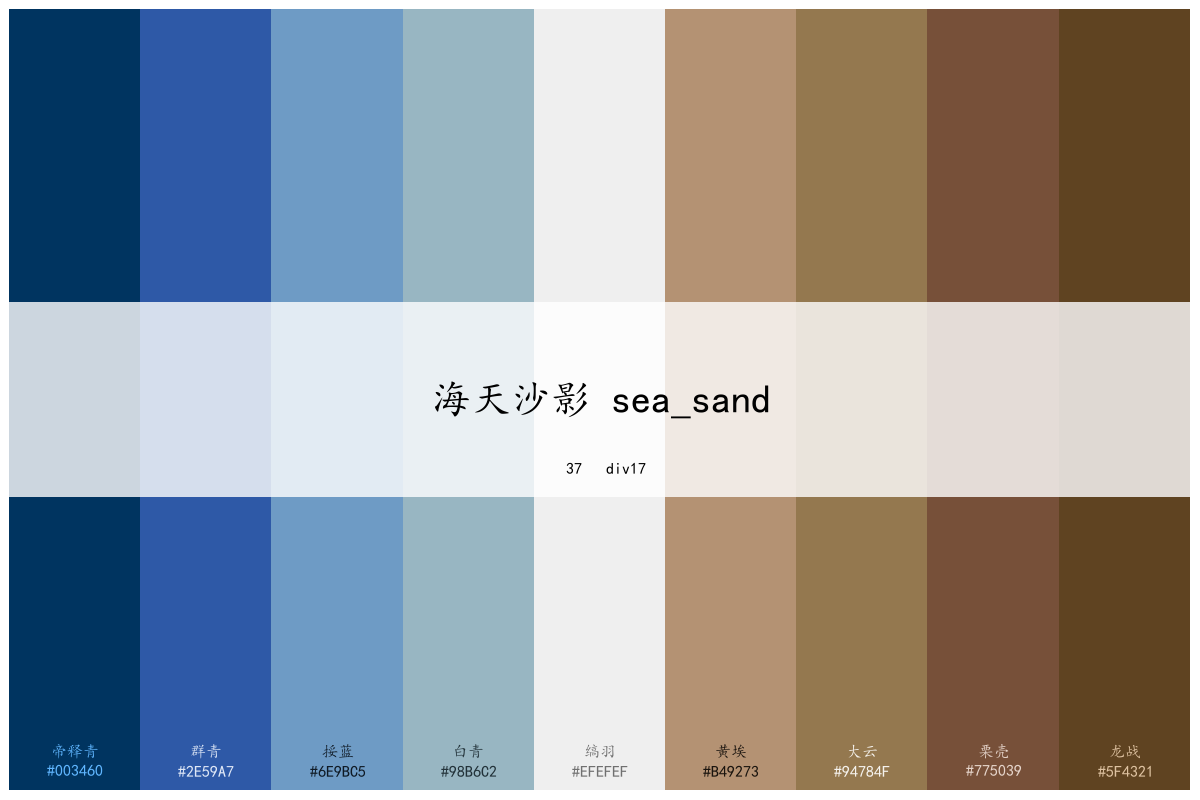 海天沙影 sea_sand
37 div17
帝释青 群青 挼蓝 白青 缟羽 黄埃 大云 栗壳 龙战
#003460 #2E59A7 #6E9BC5 #98B6C2 #EFEFEF #B49273 #94784F #775039 #5F4321